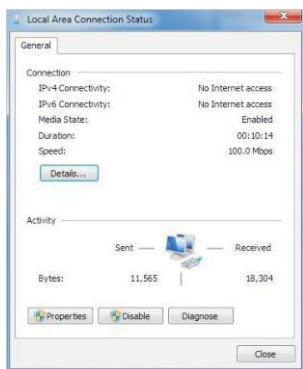 Local Area Connection Status
General
Connection
IPv4 Connectivity: No Internet access
IPv6 Connectivity: No Internet access
Media State: Enabled
Duration: 00:10:14
Speed: 100.0 Mbps
Details...
Activity
Sent Received
Bytes: 11,565 18,304
Properties Disable Diagnose
Close